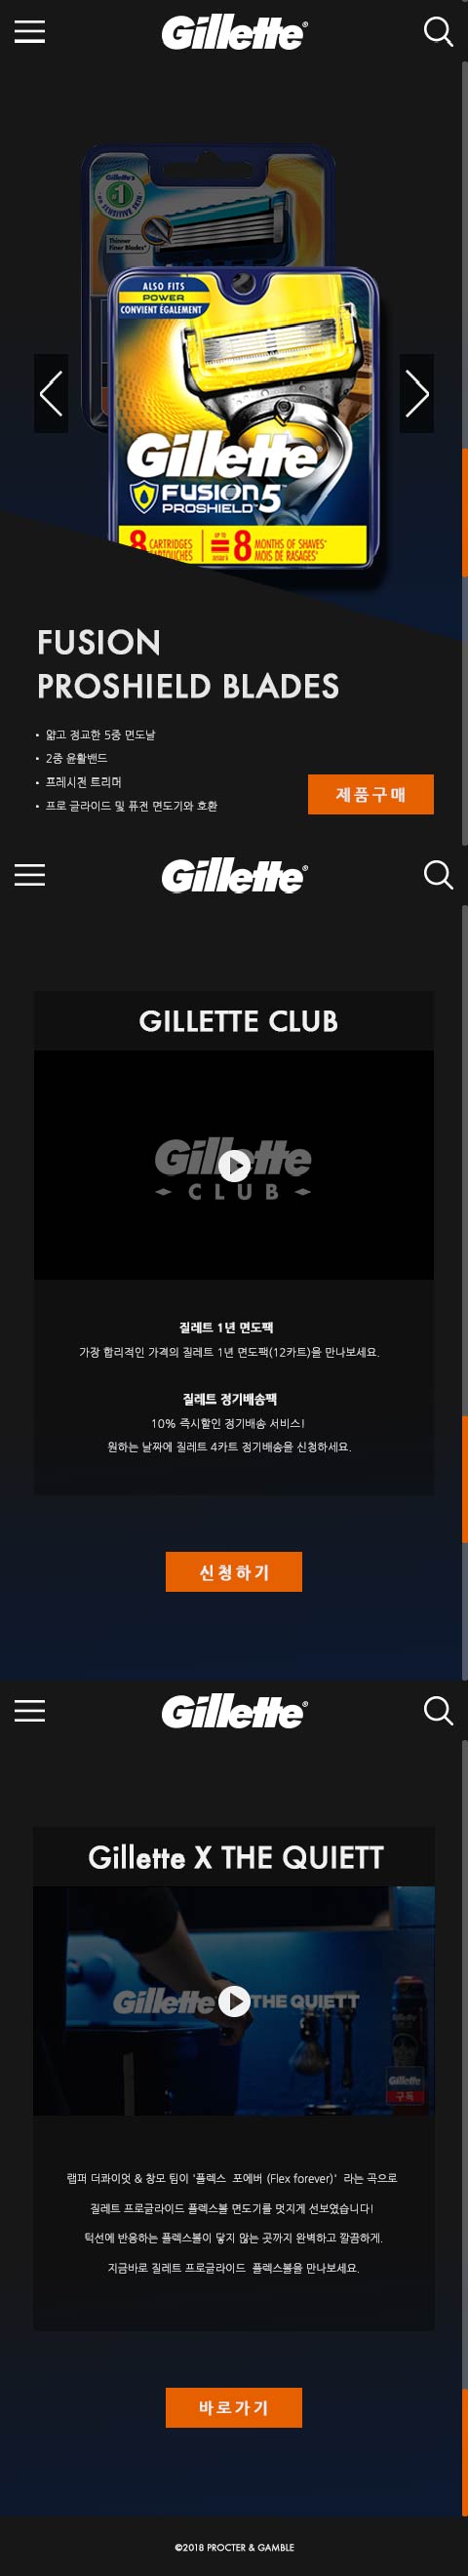 Gillette
Gillette's
#1
ON SENSITIVE SKIN
Thinner
Finer Blades*
ALSO FITS
POWER
CONVIENT ÉGALEMENT
Gillette
FUSION5
PROSHIELD
8 CARTRIDGES
CARTOUCHES
UP TO
= 8 MONTHS OF SHAVES*
MOIS DE RASAGES*
FUSION
PROSHIELD BLADES
• 얇고 정교한 5중 면도날
• 2중 윤활밴드
• 프레시전 트리머
• 프로 글라이드 및 퓨전 면도기와 호환
제품구매
Gillette
GILLETTE CLUB
Gillette
CLUB
질레트 1년 면도팩
가장 합리적인 가격의 질레트 1년 면도팩(12카트)을 만나보세요.
질레트 정기배송팩
10% 즉시할인 정기배송 서비스!
원하는 날짜에 질레트 4카트 정기배송을 신청하세요.
신청하기
Gillette
Gillette X THE QUIETT
Gillette THE QUIETT
Gillette
구독
랩퍼 더콰이엇 & 창모 팀이 '플렉스 포에버 (Flex forever)' 라는 곡으로
질레트 프로글라이드 플렉스볼 면도기를 멋지게 선보였습니다!
턱선에 반응하는 플렉스볼이 닿지 않는 곳까지 완벽하고 깔끔하게.
지금바로 질레트 프로글라이드 플렉스볼을 만나보세요.
바로가기
©2018 PROCTER & GAMBLE